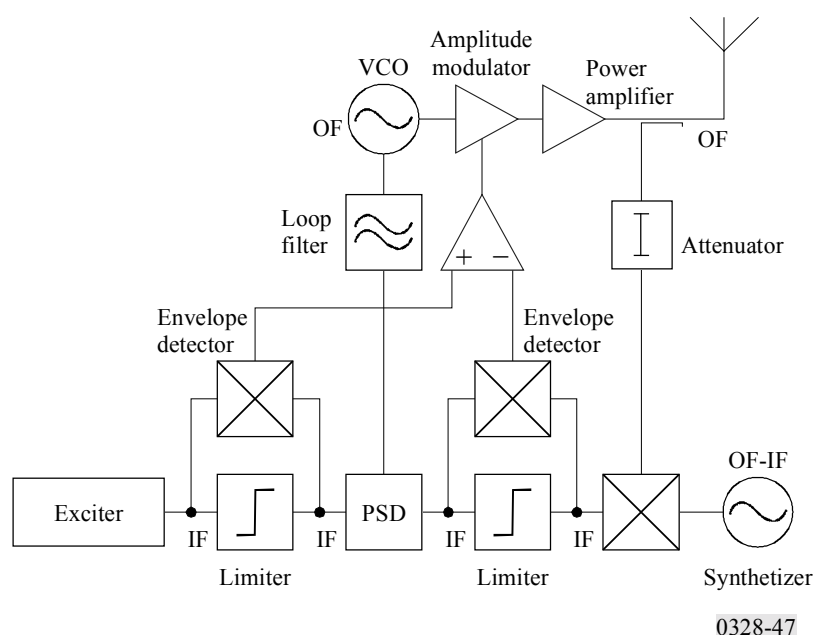 Amplitude
modulator
VCO
Power
amplifier
OF
OF
Loop
filter
+ −
Attenuator
Envelope
detector
Envelope
detector
OF-IF
Exciter
PSD
IF
IF
IF
IF
Limiter
Limiter
Synthetizer
0328-47